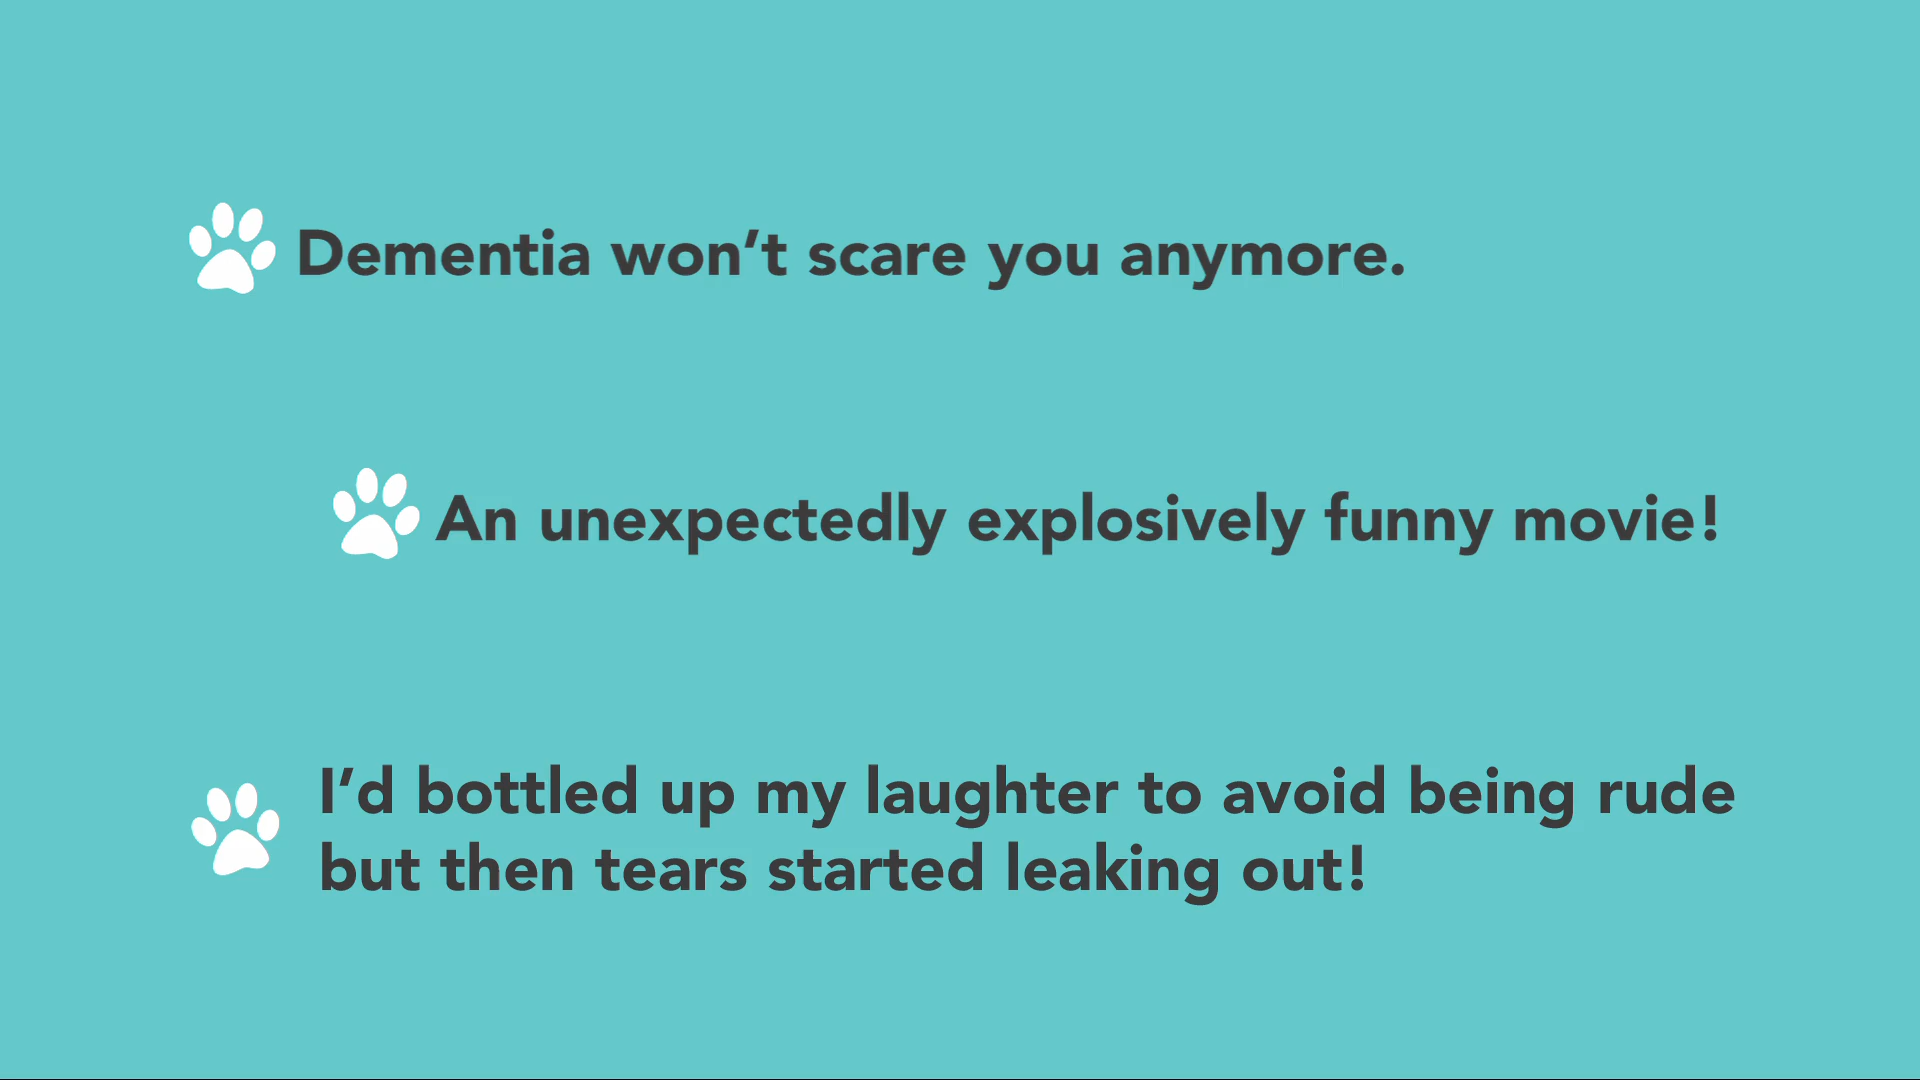 Dementia won’t scare you anymore.
An unexpectedly explosively funny movie!
I’d bottled up my laughter to avoid being rude
but then tears started leaking out!